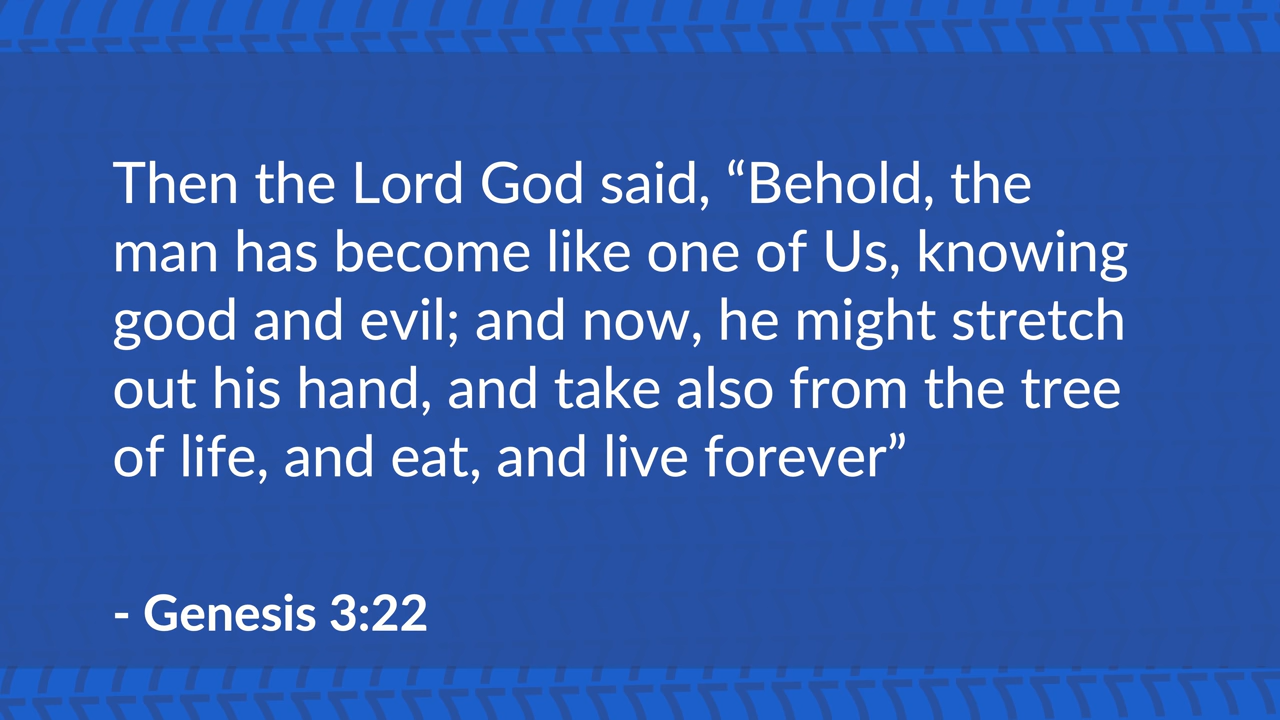 Then the Lord God said, “Behold, the
man has become like one of Us, knowing
good and evil; and now, he might stretch
out his hand, and take also from the tree
of life, and eat, and live forever”
- Genesis 3:22